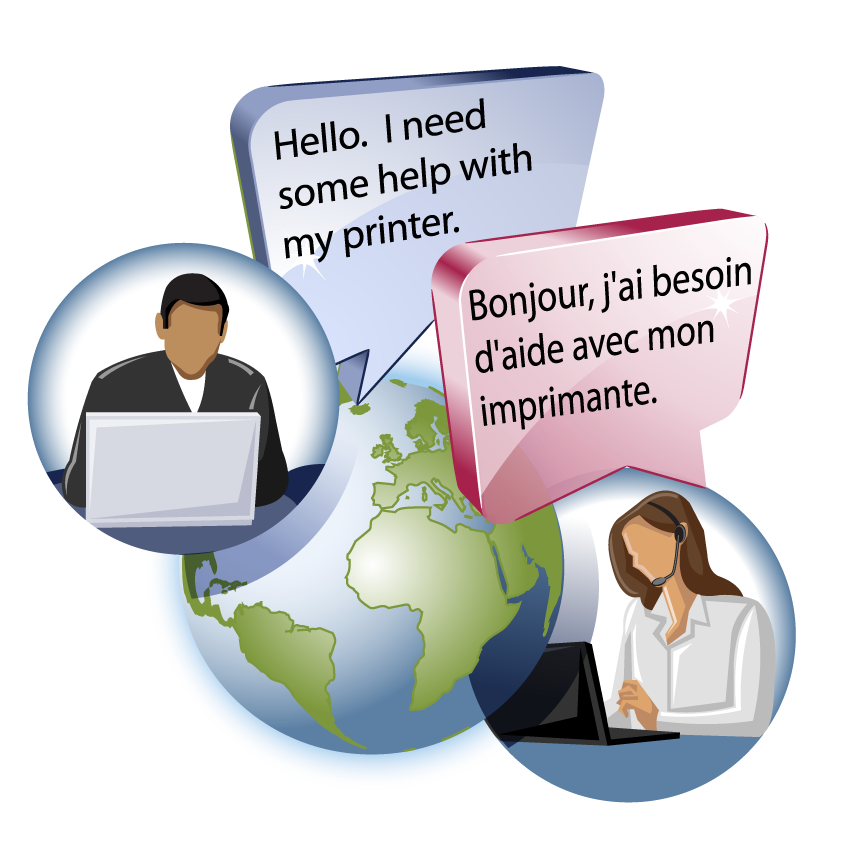 Hello.  I need
some help with
my printer.
Bonjour, j'ai besoin
d'aide avec mon
imprimante.